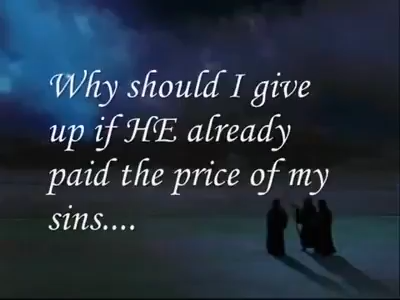 Why should I give
up if HE already
paid the price of my
sins....